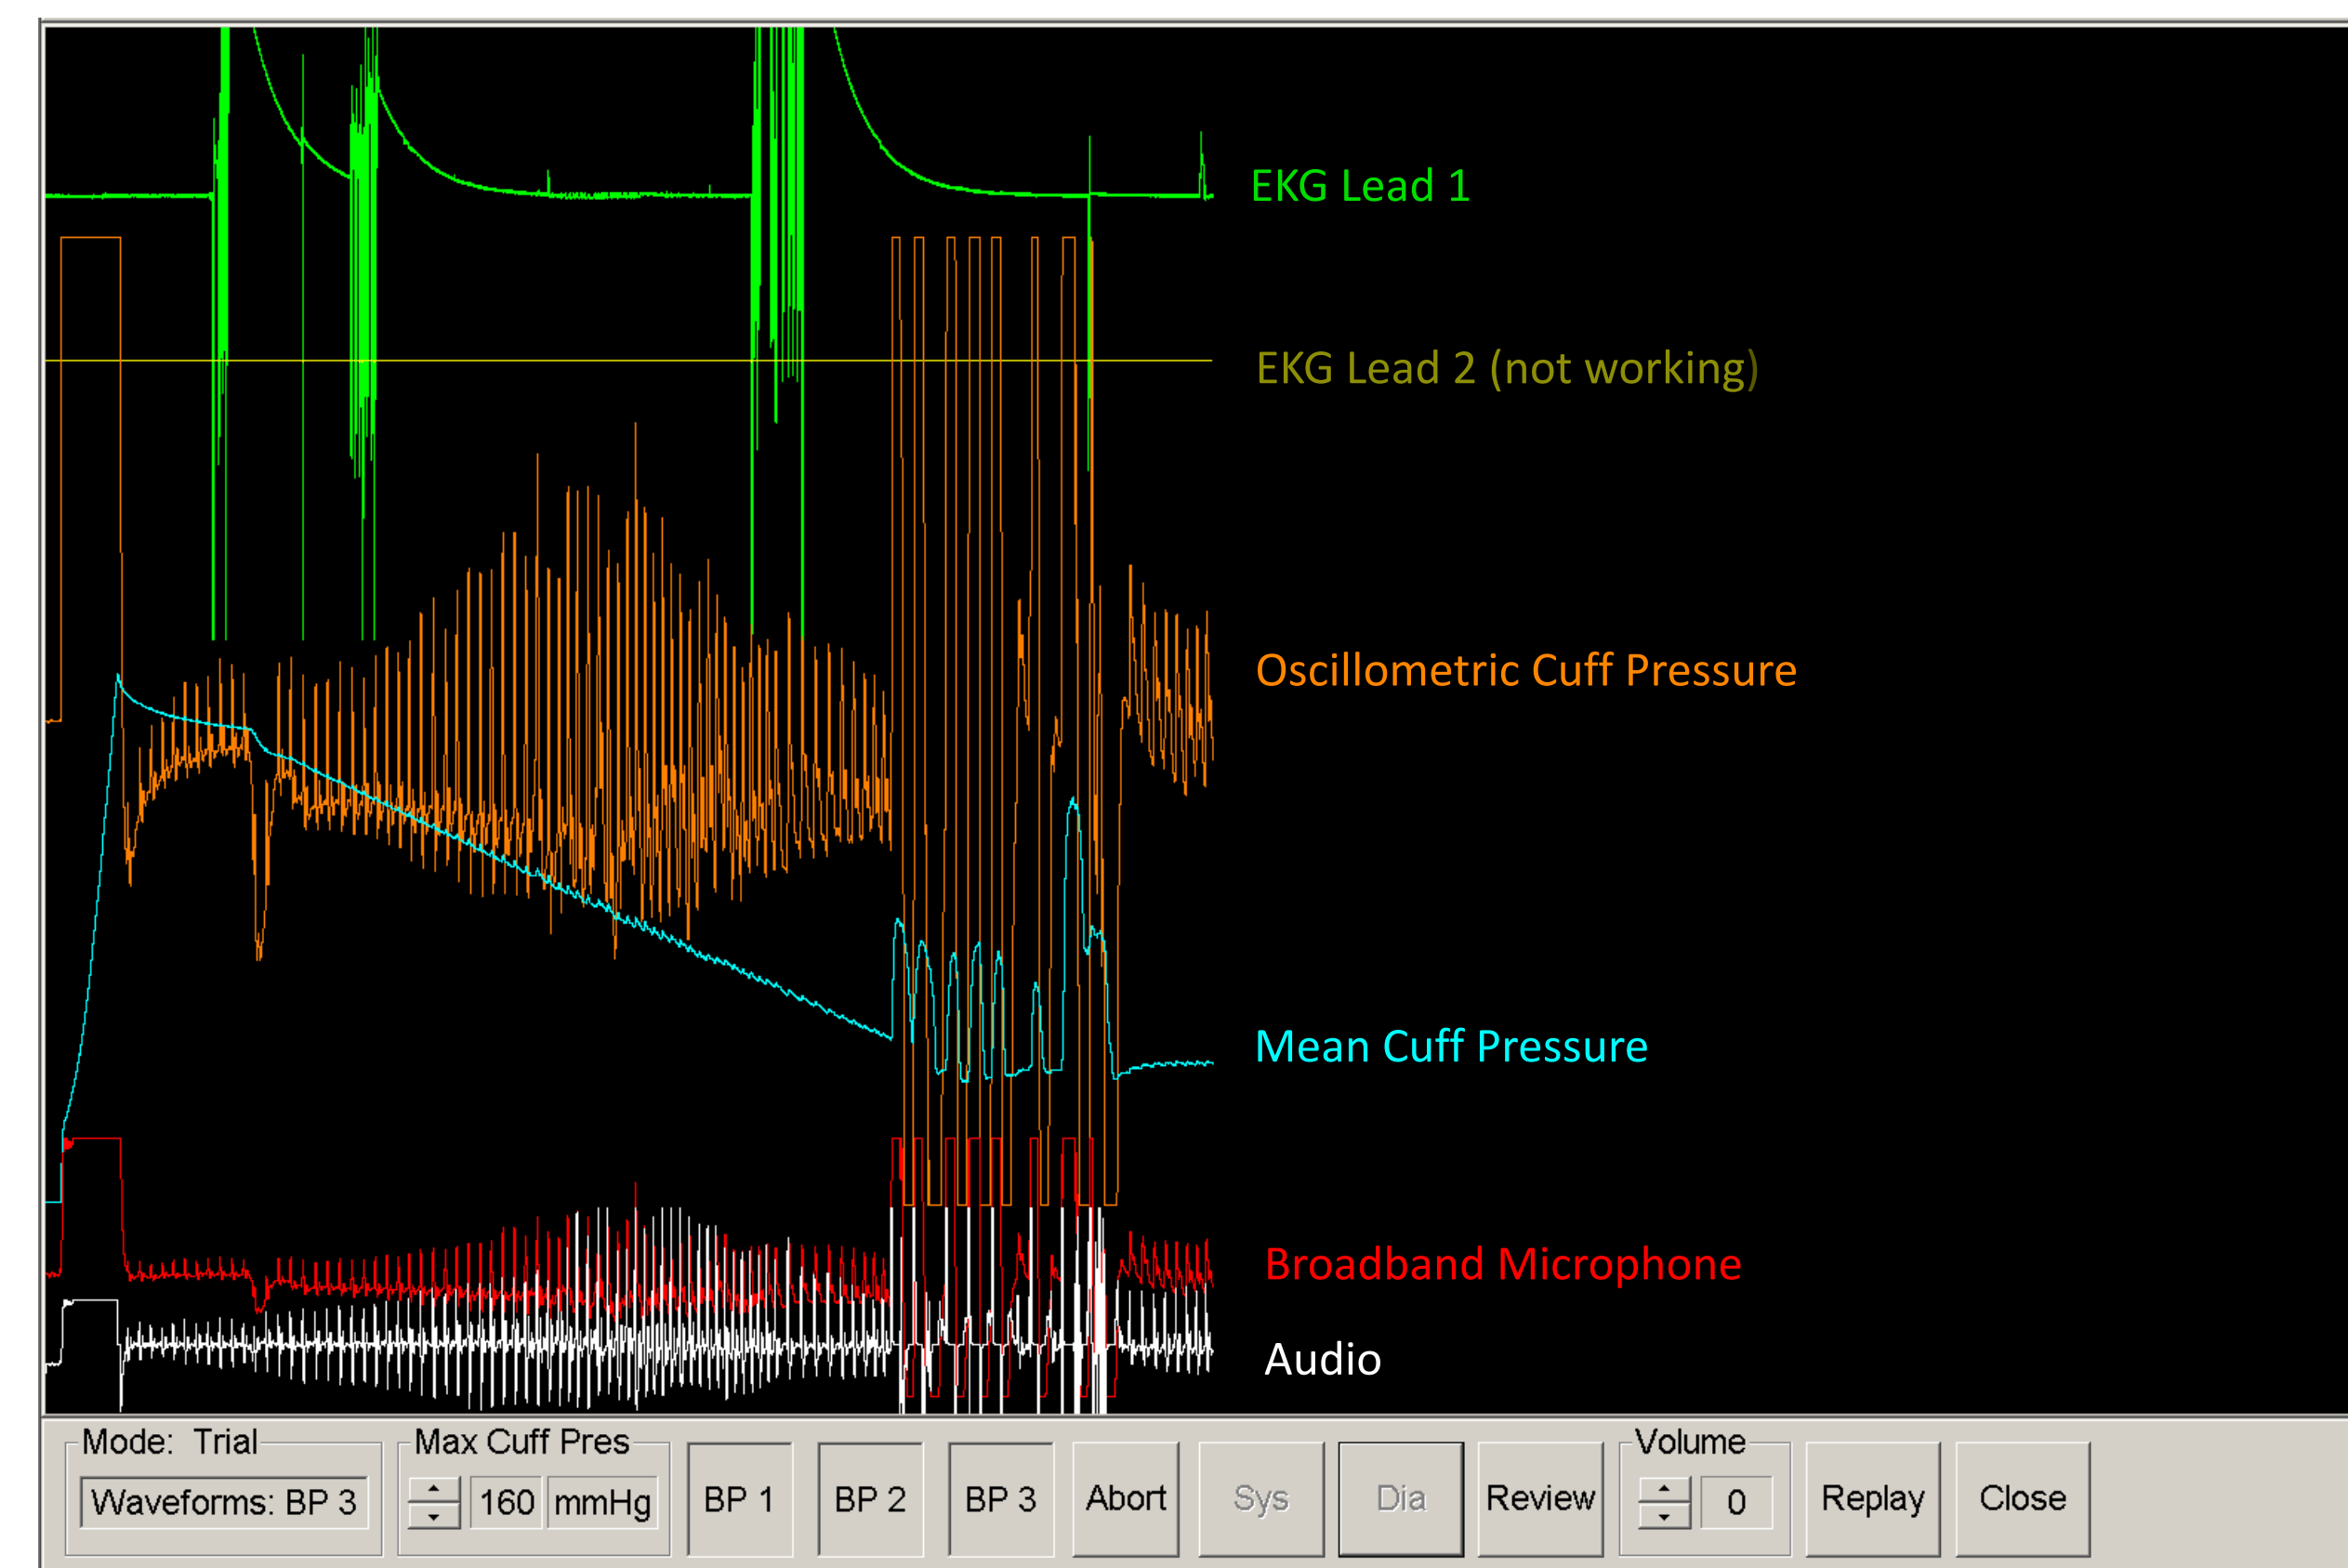 EKG Lead 1
EKG Lead 2 (not working)
Oscillometric Cuff Pressure
Mean Cuff Pressure
Broadband Microphone
Audio
Mode: Trial
Waveforms: BP 3
Max Cuff Pres
160 mmHg
BP 1
BP 2
BP 3
Abort
Sys
Dia
Review
Volume
0
Replay
Close